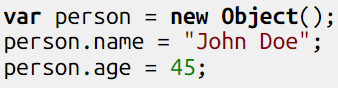 var person = new Object();
person.name = "John Doe";
person.age = 45;